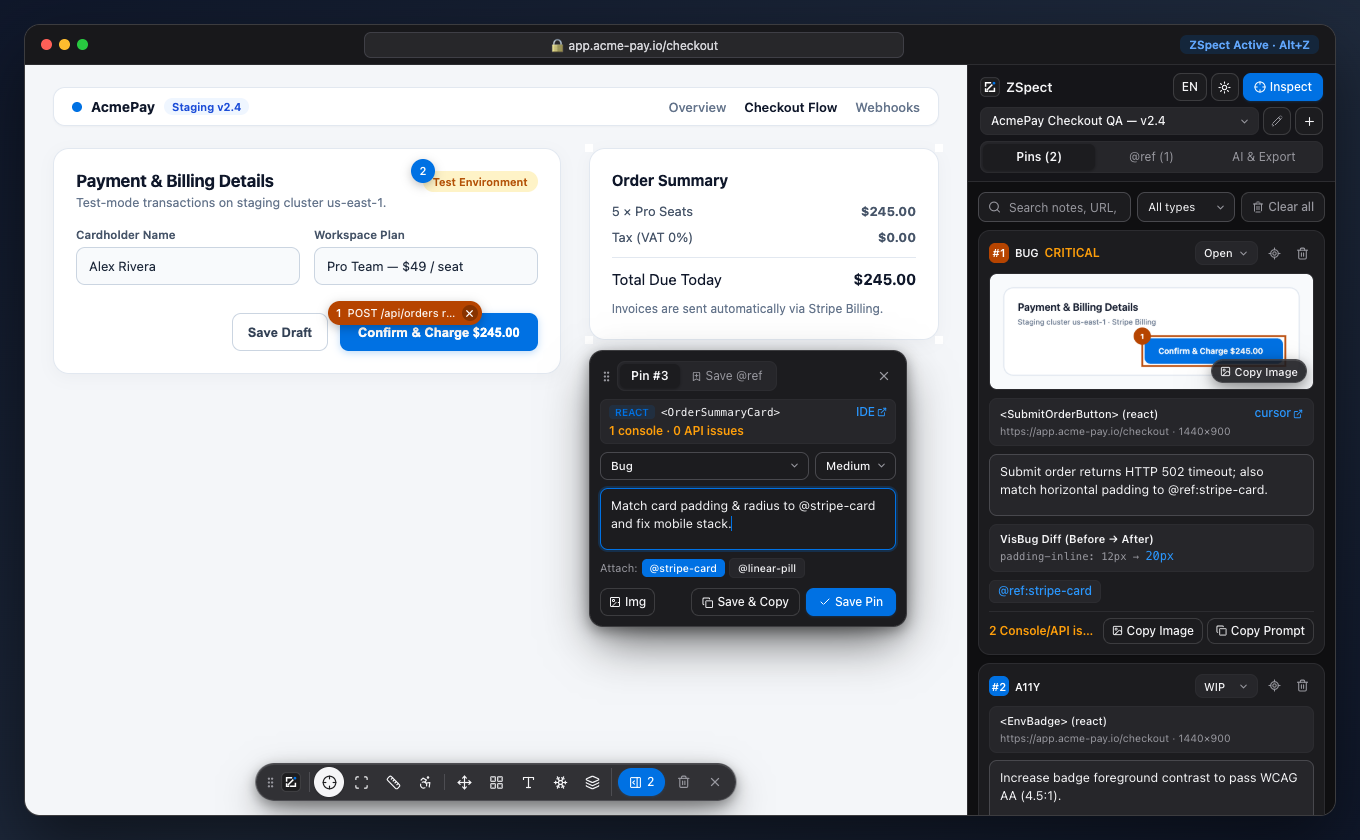 app.acme-pay.io/checkout
ZSpect Active · Alt+Z
AcmePay
Staging v2.4
Overview
Checkout Flow
Webhooks
Payment & Billing Details
2
Test Environment
Test-mode transactions on staging cluster us-east-1.
Cardholder Name
Workspace Plan
Alex Rivera
Pro Team — $49 / seat
1 POST /api/orders r...
Save Draft
Confirm & Charge $245.00
Order Summary
5 × Pro Seats
$245.00
Tax (VAT 0%)
$0.00
Total Due Today
$245.00
Invoices are sent automatically via Stripe Billing.
Pin #3
Save @ref
REACT <OrderSummaryCard>
IDE
1 console · 0 API issues
Bug
Medium
Match card padding & radius to @stripe-card
and fix mobile stack.
Attach:
@stripe-card
@linear-pill
Img
Save & Copy
Save Pin
2
ZSpect
EN
Inspect
AcmePay Checkout QA — v2.4
Pins (2)
@ref (1)
AI & Export
Search notes, URL,
All types
Clear all
#1 BUG CRITICAL
Open
Payment & Billing Details
Staging cluster us-east-1 · Stripe Billing
1
Confirm & Charge $245.00
Copy Image
<SubmitOrderButton> (react)
cursor
https://app.acme-pay.io/checkout · 1440×900
Submit order returns HTTP 502 timeout; also
match horizontal padding to @ref:stripe-card.
VisBug Diff (Before → After)
padding-inline: 12px → 20px
@ref:stripe-card
2 Console/API is...
Copy Image
Copy Prompt
#2 A11Y
WIP
<EnvBadge> (react)
https://app.acme-pay.io/checkout · 1440×900
Increase badge foreground contrast to pass WCAG
AA (4.5:1).